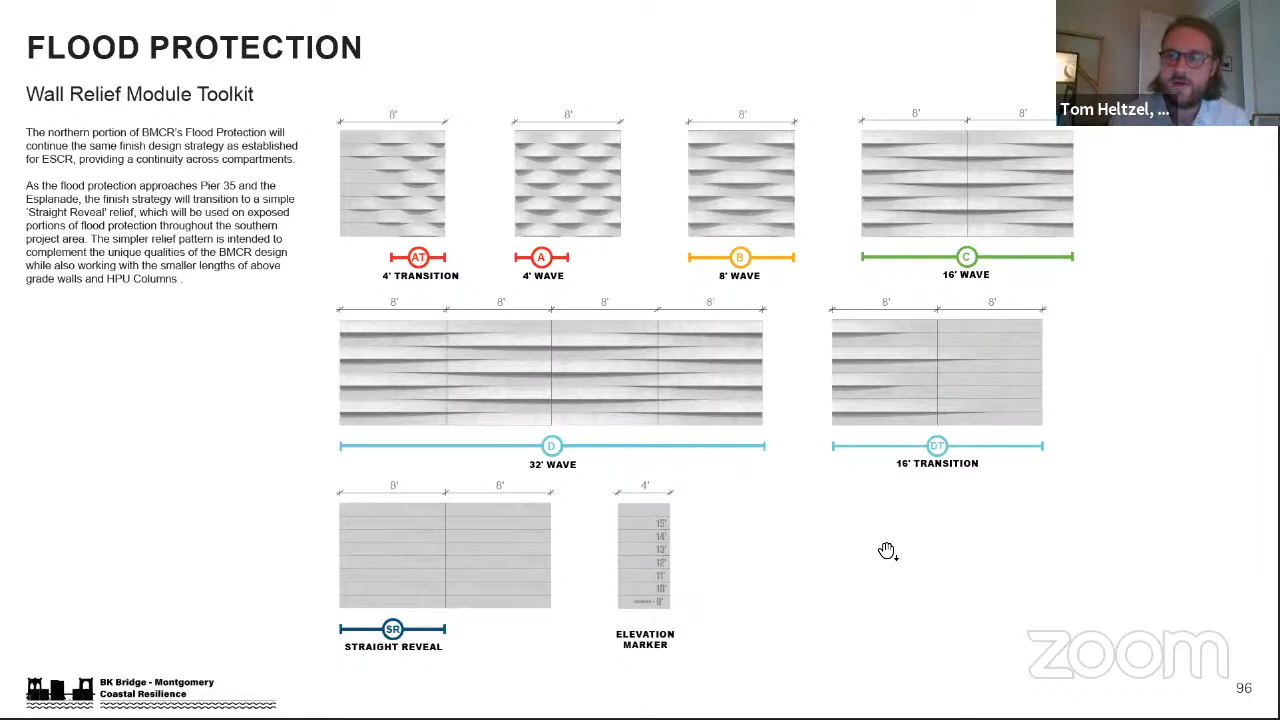 FLOOD PROTECTION
Wall Relief Module Toolkit
The northern portion of BMCR's Flood Protection will
continue the same finish design strategy as established
for ESCR, providing a continuity across compartments.
As the flood protection approaches Pier 35 and the
Esplanade, the finish strategy will transition to a simple
'Straight Reveal' relief, which will be used on exposed
portions of flood protection throughout the southern
project area. The simpler relief pattern is intended to
complement the unique qualities of the BMCR design
while also working with the smaller lengths of above
grade walls and HPU Columns .
Tom Heltzel, ...
8' 8' 8' 8' 8'
AT A B C
4' TRANSITION 4' WAVE 8' WAVE 16' WAVE
8' 8' 8' 8' 8' 8'
D DT
32' WAVE 16' TRANSITION
8' 8' 4'
15'
14'
13'
12'
11'
10'
9'
SR
STRAIGHT REVEAL
ELEVATION
MARKER
zoom
BK Bridge - Montgomery
Coastal Resilience
96